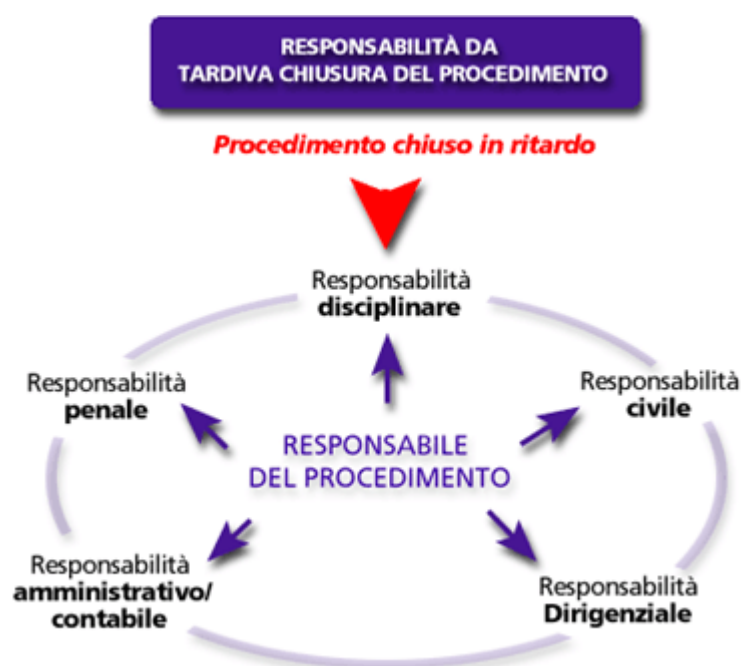 RESPONSABILITÀ DA
TARDIVA CHIUSURA DEL PROCEDIMENTO
Procedimento chiuso in ritardo
Responsabilità
disciplinare
Responsabilità
penale
Responsabilità
civile
RESPONSABILE
DEL PROCEDIMENTO
Responsabilità
amministrativo/
contabile
Responsabilità
Dirigenziale